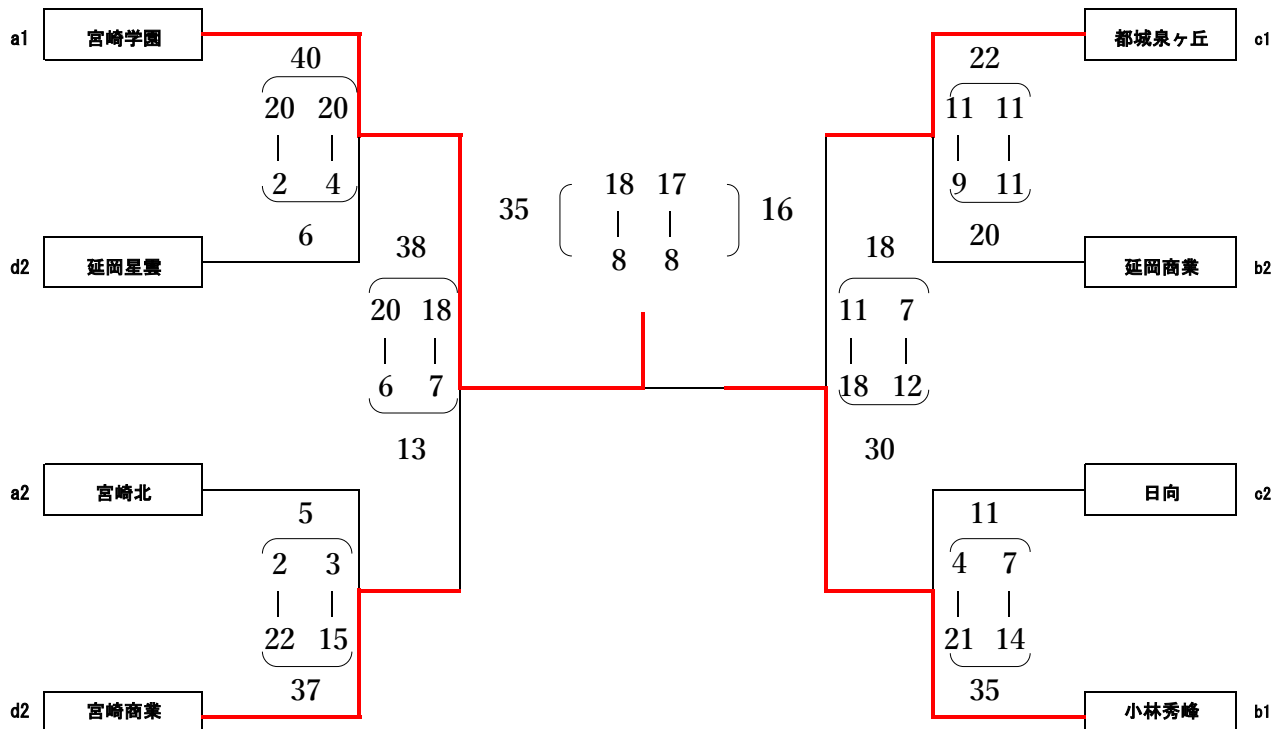 a1 宮崎学園
40
20 20
2 4
6
d2 延岡星雲
38
20 18
6 7
13
a2 宮崎北
5
2 3
22 15
37
d2 宮崎商業
35 18 17 16
8 8
都城泉ヶ丘 c1
22
11 11
9 11
20
延岡商業 b2
18
11 7
18 12
30
日向 c2
11
4 7
21 14
35
小林秀峰 b1